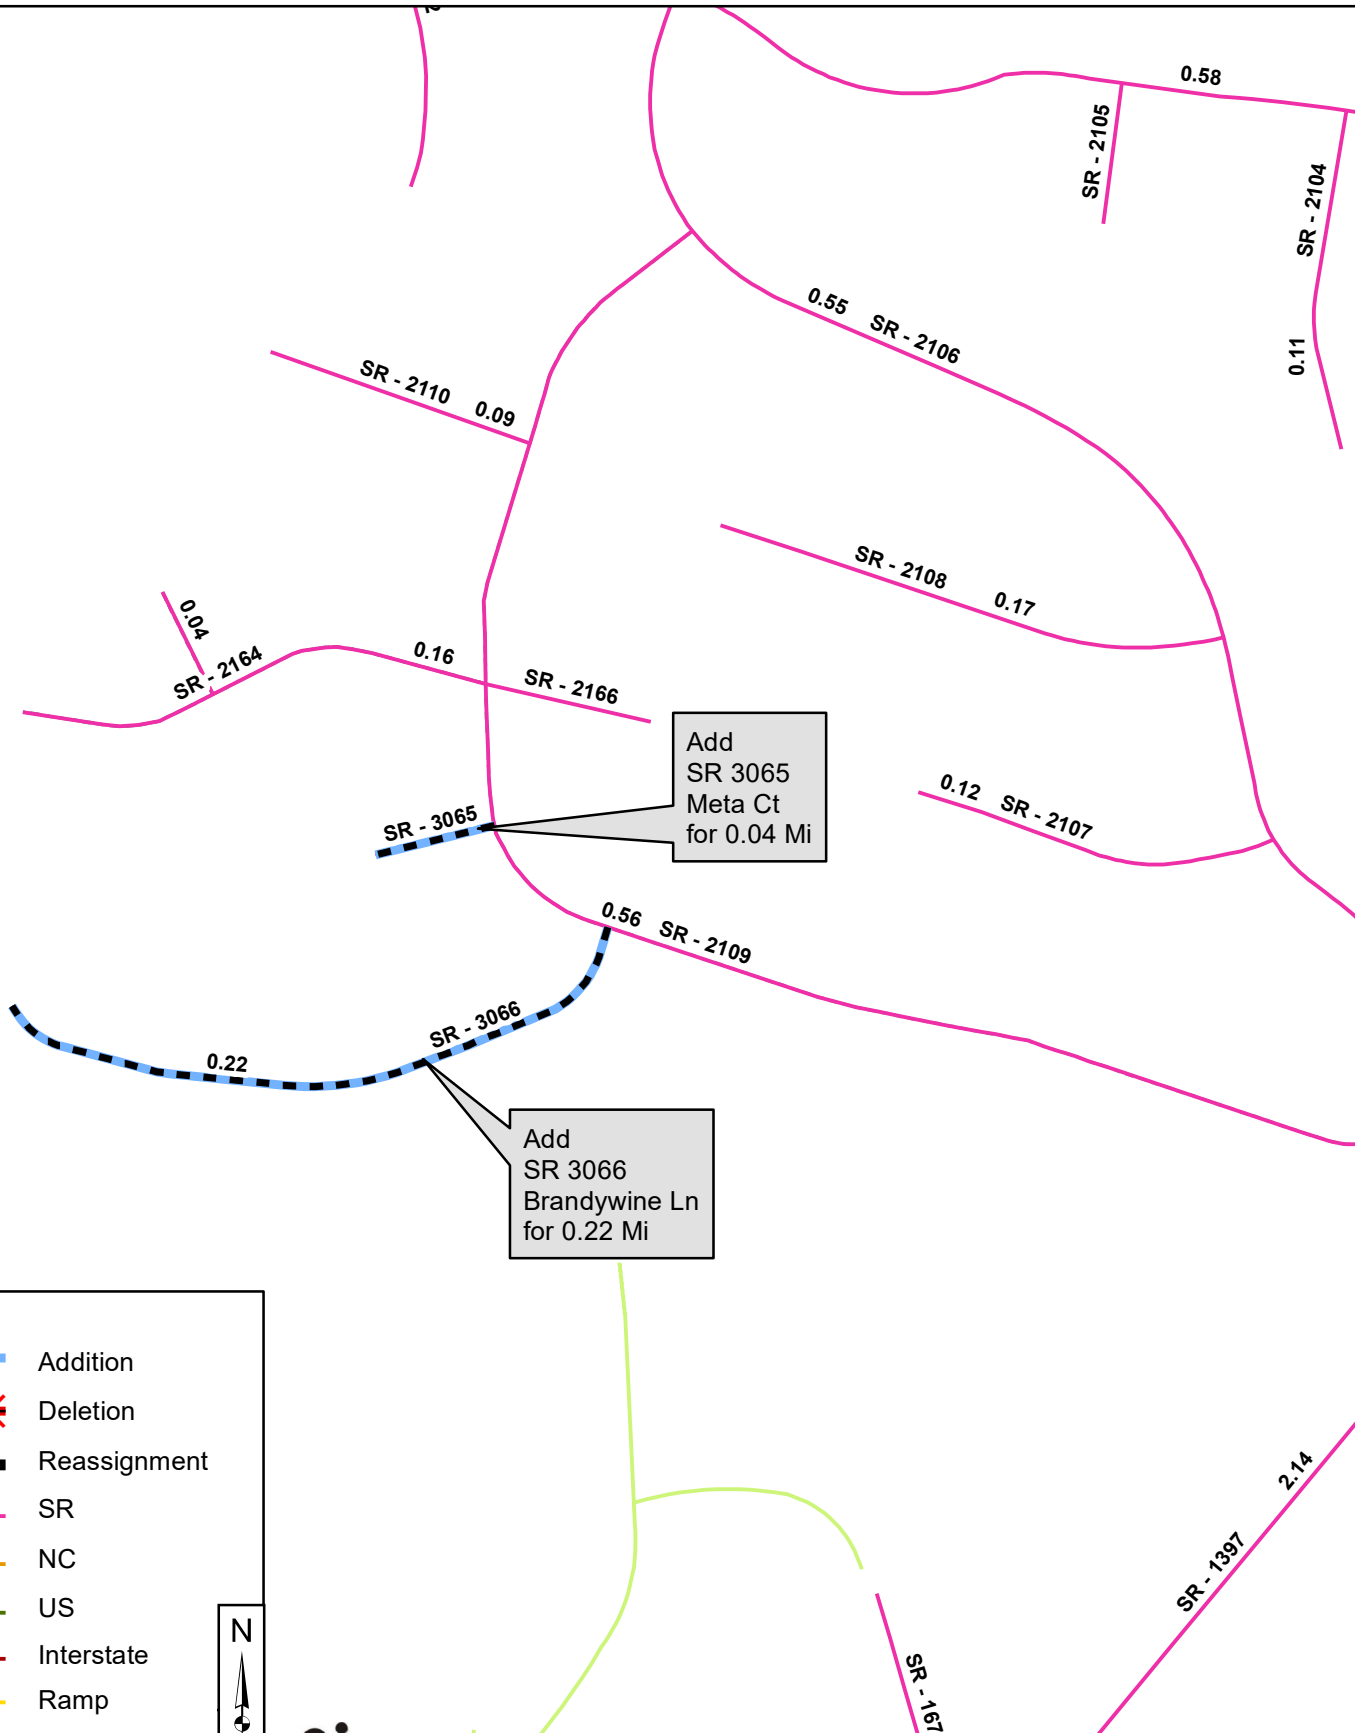 0.58
SR - 2105
SR - 2104
0.55 SR - 2106
0.11
SR - 2110 0.09
SR - 2108 0.17
0.04
SR - 2164
0.16
SR - 2166
Add
SR 3065
Meta Ct
for 0.04 Mi
SR - 3065
0.12 SR - 2107
0.56 SR - 2109
SR - 3066
0.22
Add
SR 3066
Brandywine Ln
for 0.22 Mi
Addition
Deletion
Reassignment
SR
NC
US
Interstate
Ramp
N
2.14
SR - 1397
SR - 167